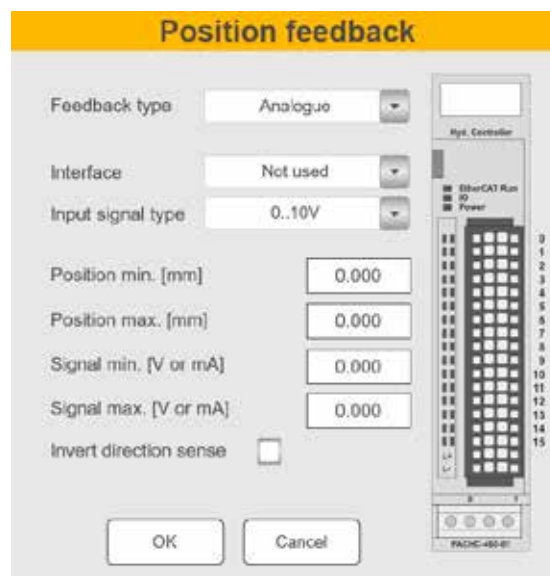 Position feedback
Feedback type Analogue
Hyd. Controller
Interface Not used
EtherCAT Run
IO
Power
Input signal type 0..10V
0
1
2
3
4
5
6
7
8
9
10
11
12
13
14
15
Position min. [mm] 0.000
Position max. [mm] 0.000
Signal min. [V or mA] 0.000
Signal max. [V or mA] 0.000
Invert direction sense
L+
L-
OK Cancel